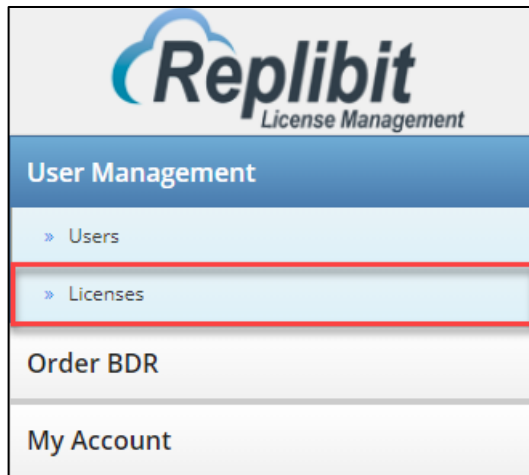 Replibit
License Management
User Management
» Users
» Licenses
Order BDR
My Account